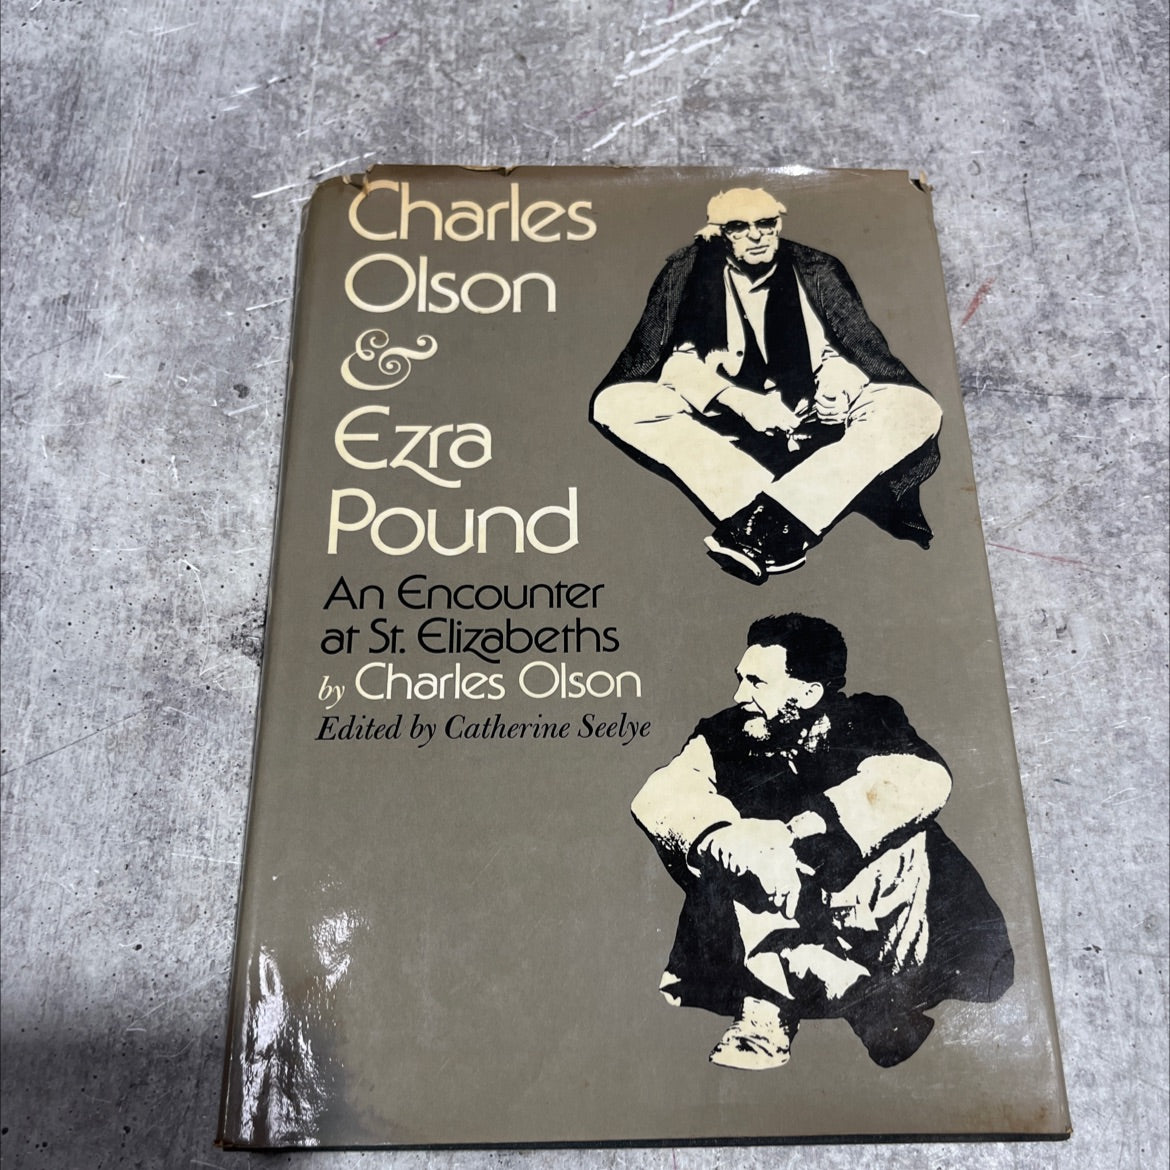 Charles
Olson
&
Ezra
Pound
An Encounter
at St. Elizabeths
by Charles Olson
Edited by Catherine Seelye